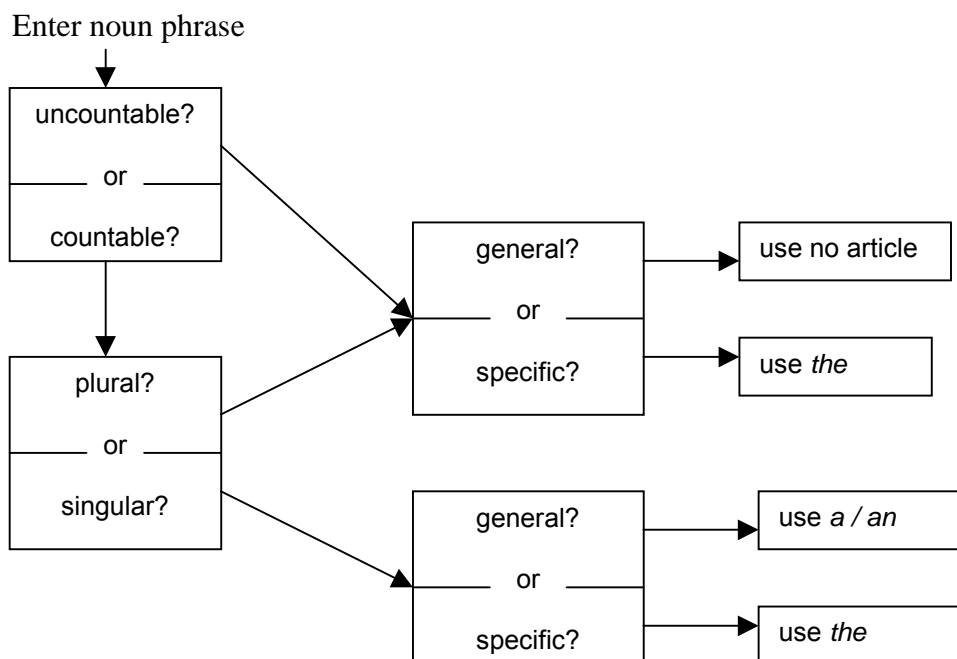 Enter noun phrase
uncountable?
or
countable?
plural?
or
singular?
general?
or
specific?
use no article
use the
general?
or
specific?
use a / an
use the